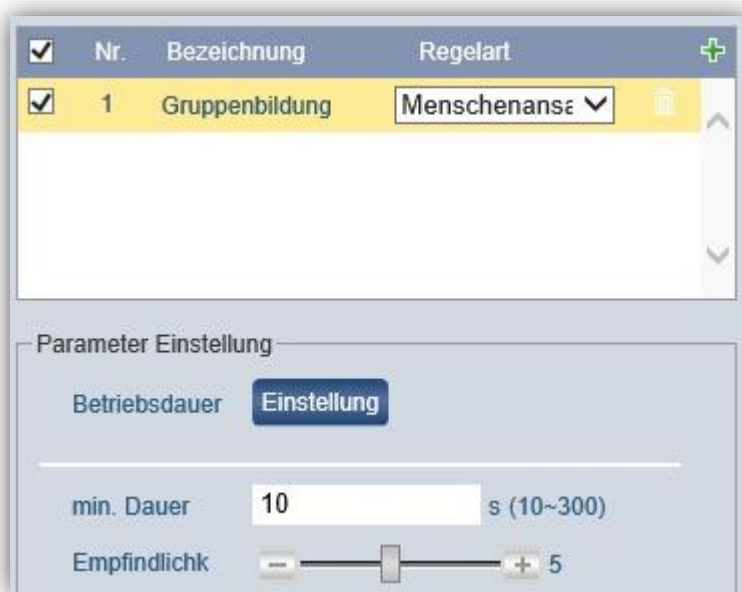 Nr. Bezeichnung Regelart
1 Gruppenbildung Menschenansa
Parameter Einstellung
Betriebsdauer Einstellung
min. Dauer 10 s (10~300)
Empfindlichk 5